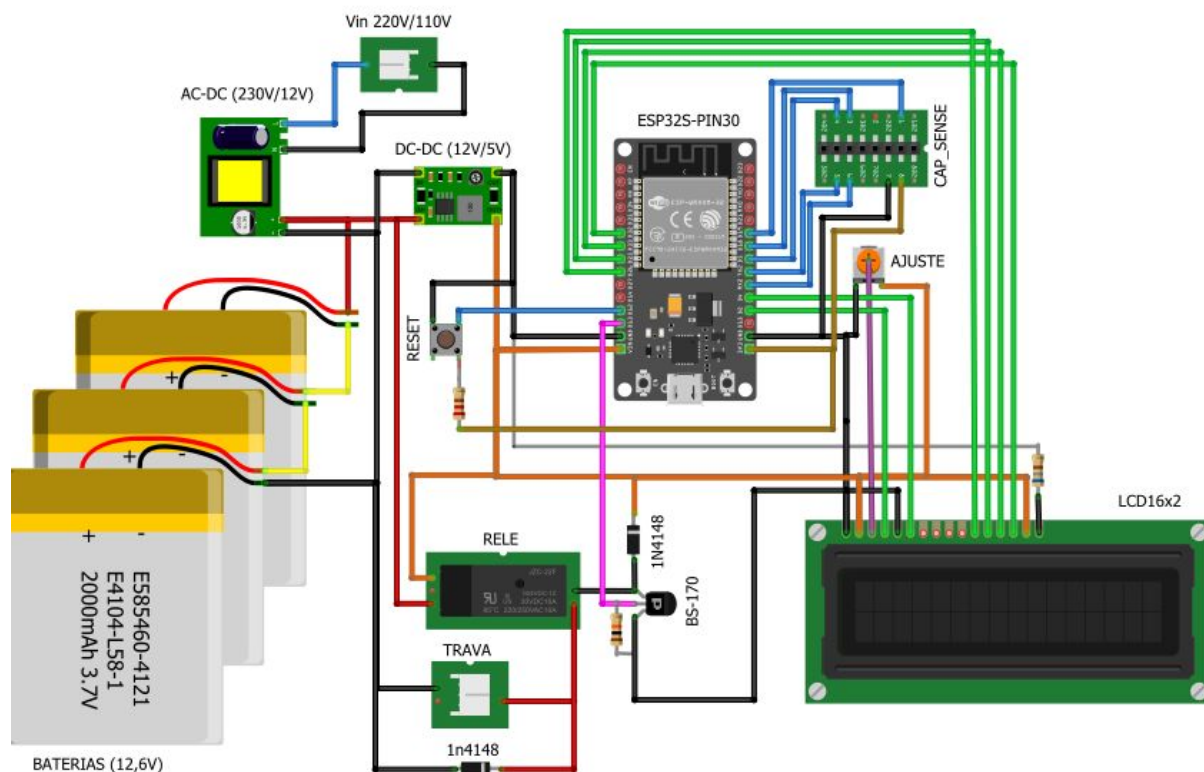 Vin 220V/110V
AC-DC (230V/12V)
DC-DC (12V/5V)
ESP32S-PIN30
CAP_SENSE
RESET
AJUSTE
LCD16x2
+ -
+ -
+ -
E585460-4121
E4104-L58-1
2000mAh 3.7V
BATERIAS (12,6V)
RELE
1N4148
BS-170
TRAVA
1n4148